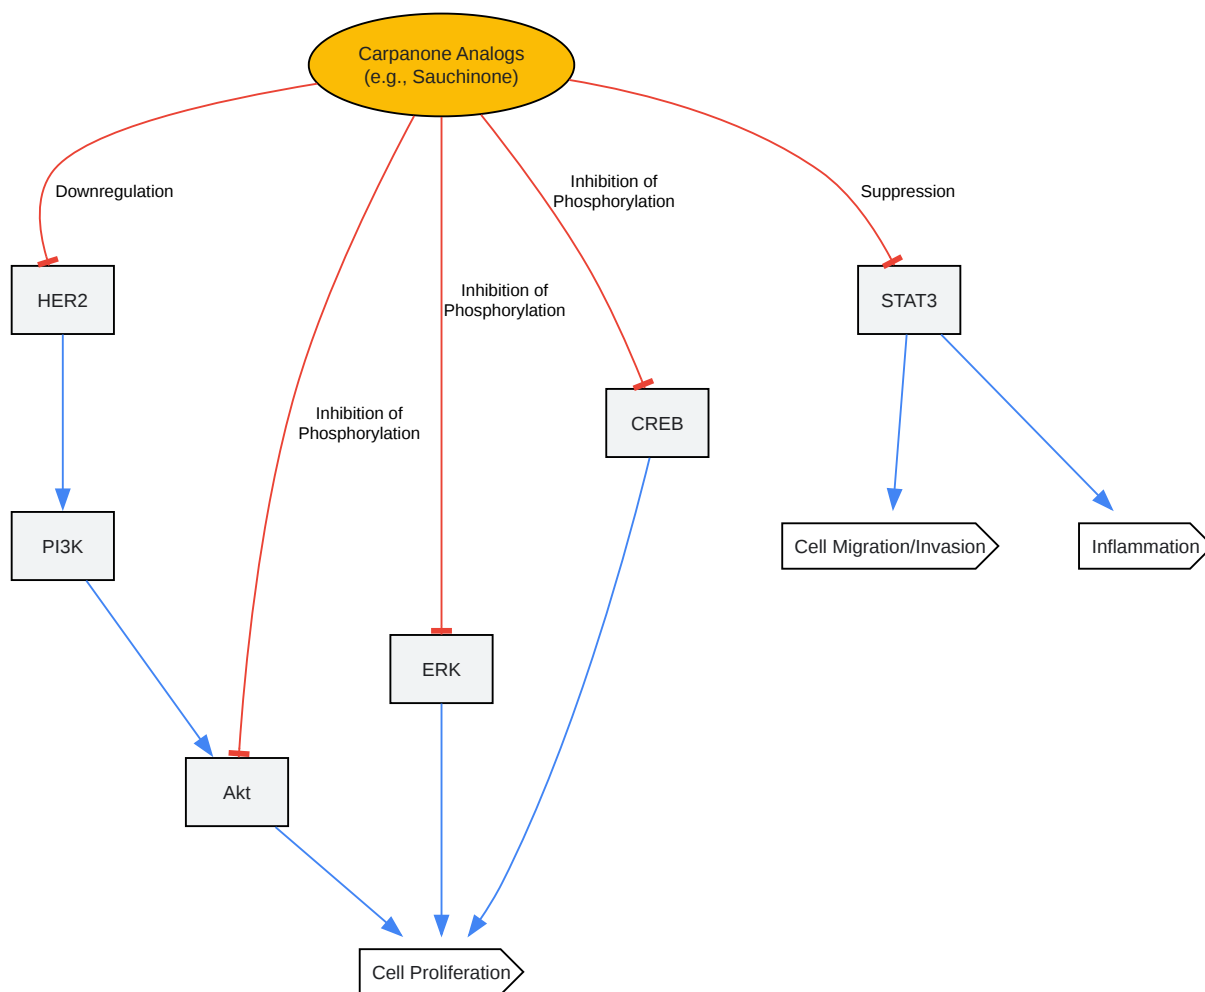 Carpanone Analogs
(e.g., Sauchinone)
Downregulation
Inhibition of
Phosphorylation
Suppression
HER2
Inhibition of
Phosphorylation
STAT3
Inhibition of
Phosphorylation
CREB
PI3K
Cell Migration/Invasion
Inflammation
ERK
Akt
Cell Proliferation